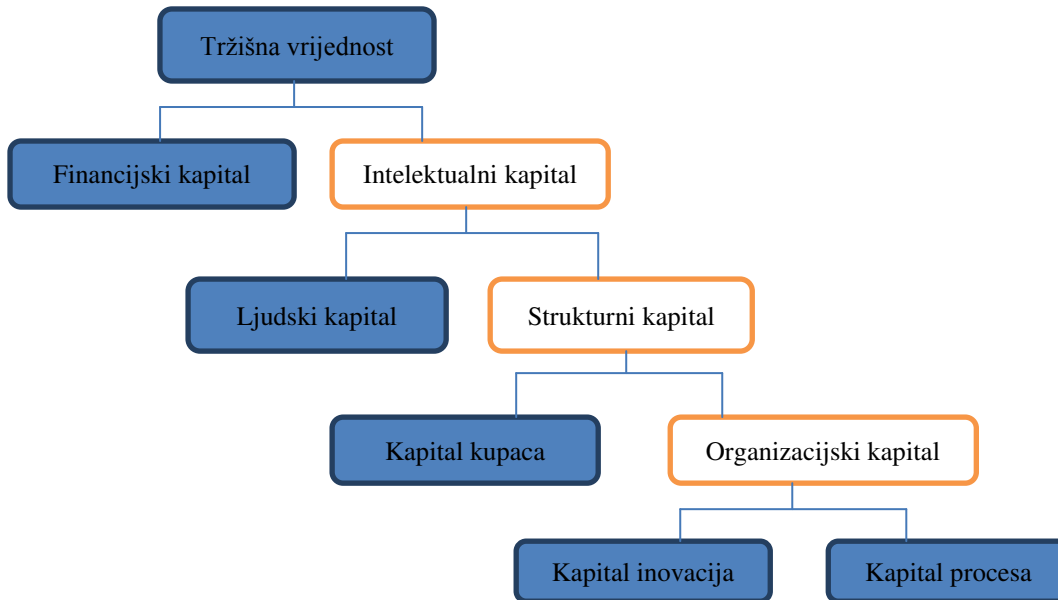 Tržišna vrijednost
Financijski kapital
Intelektualni kapital
Ljudski kapital
Strukturni kapital
Kapital kupaca
Organizacijski kapital
Kapital inovacija
Kapital procesa